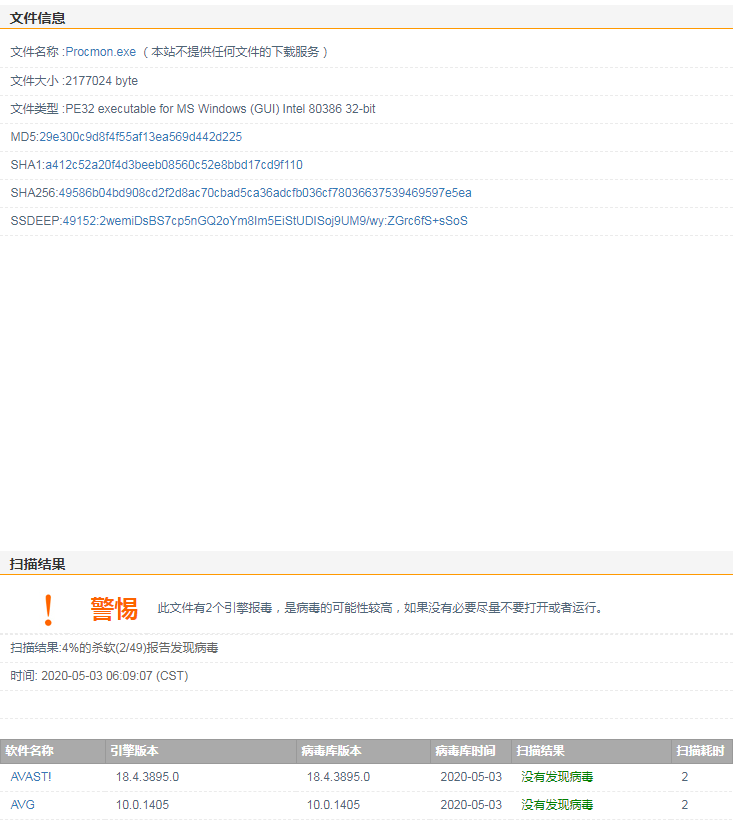 文件信息
文件名称 :Procmon.exe （本站不提供任何文件的下载服务）
文件大小 :2177024 byte
文件类型 :PE32 executable for MS Windows (GUI) Intel 80386 32-bit
MD5:29e300c9d8f4f55af13ea569d442d225
SHA1:a412c52a20f4d3beeb08560c52e8bbd17cd9f110
SHA256:49586b04bd908cd2f2d8ac70cbad5ca36adcfb036cf78036637539469597e5ea
SSDEEP:49152:2wemiDsBS7cp5nGQ2oYm8Im5EiStUDISoj9UM9/wy:ZGrc6fS+sSoS
扫描结果
! 警惕 此文件有2个引擎报毒，是病毒的可能性较高，如果没有必要尽量不要打开或者运行。
扫描结果:4%的杀软(2/49)报告发现病毒
时间: 2020-05-03 06:09:07 (CST)
软件名称 引擎版本 病毒库版本 病毒库时间 扫描结果 扫描耗时
AVAST! 18.4.3895.0 18.4.3895.0 2020-05-03 没有发现病毒 2
AVG 10.0.1405 10.0.1405 2020-05-03 没有发现病毒 2